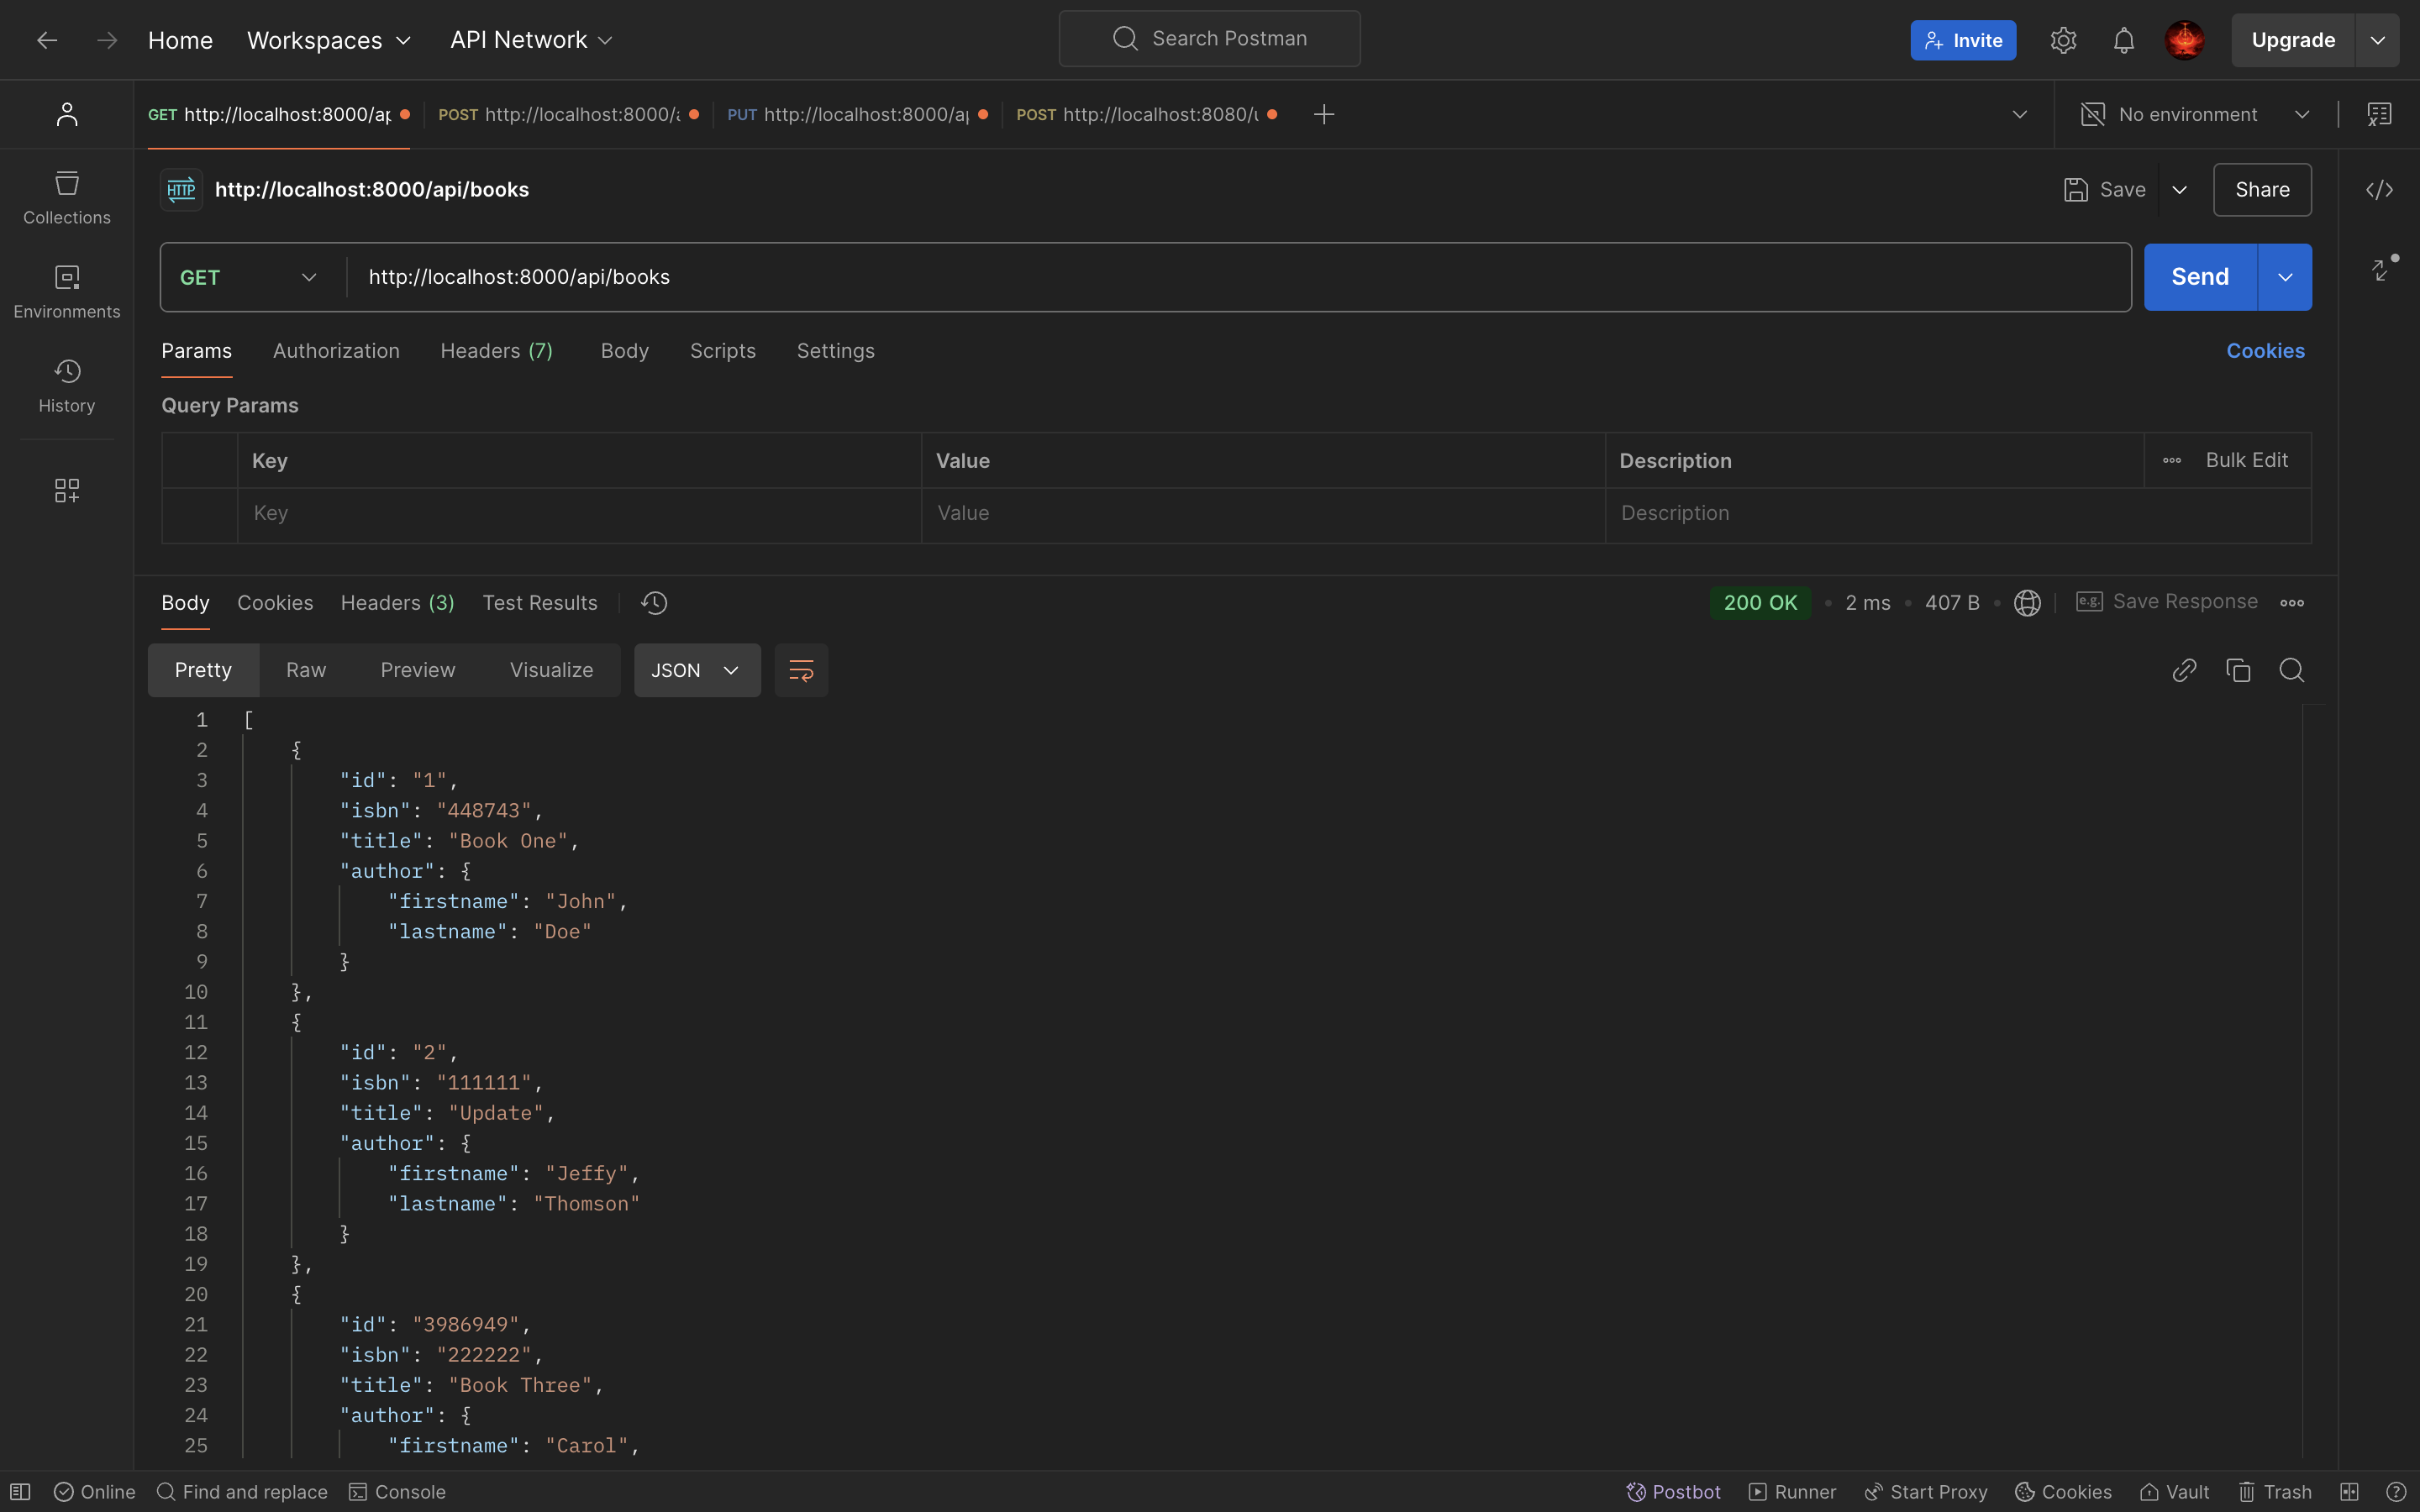 Home Workspaces API Network Search Postman Invite Upgrade
GET http://localhost:8000/ap POST http://localhost:8000/ PUT http://localhost:8000/ap POST http://localhost:8080/ No environment
HTTP http://localhost:8000/api/books Save Share
Collections
GET http://localhost:8000/api/books Send
Environments
Params Authorization Headers (7) Body Scripts Settings Cookies
History
Query Params
Key Value Description Bulk Edit
Key Value Description
Body Cookies Headers (3) Test Results 200 OK • 2 ms • 407 B • e.g. Save Response
Pretty Raw Preview Visualize JSON
1 [
2 {
3 "id": "1",
4 "isbn": "448743",
5 "title": "Book One",
6 "author": {
7 "firstname": "John",
8 "lastname": "Doe"
9 }
10 },
11 {
12 "id": "2",
13 "isbn": "111111",
14 "title": "Update",
15 "author": {
16 "firstname": "Jeffy",
17 "lastname": "Thomson"
18 }
19 },
20 {
21 "id": "3986949",
22 "isbn": "222222",
23 "title": "Book Three",
24 "author": {
25 "firstname": "Carol",
Online Find and replace Console Postbot Runner Start Proxy Cookies Vault Trash